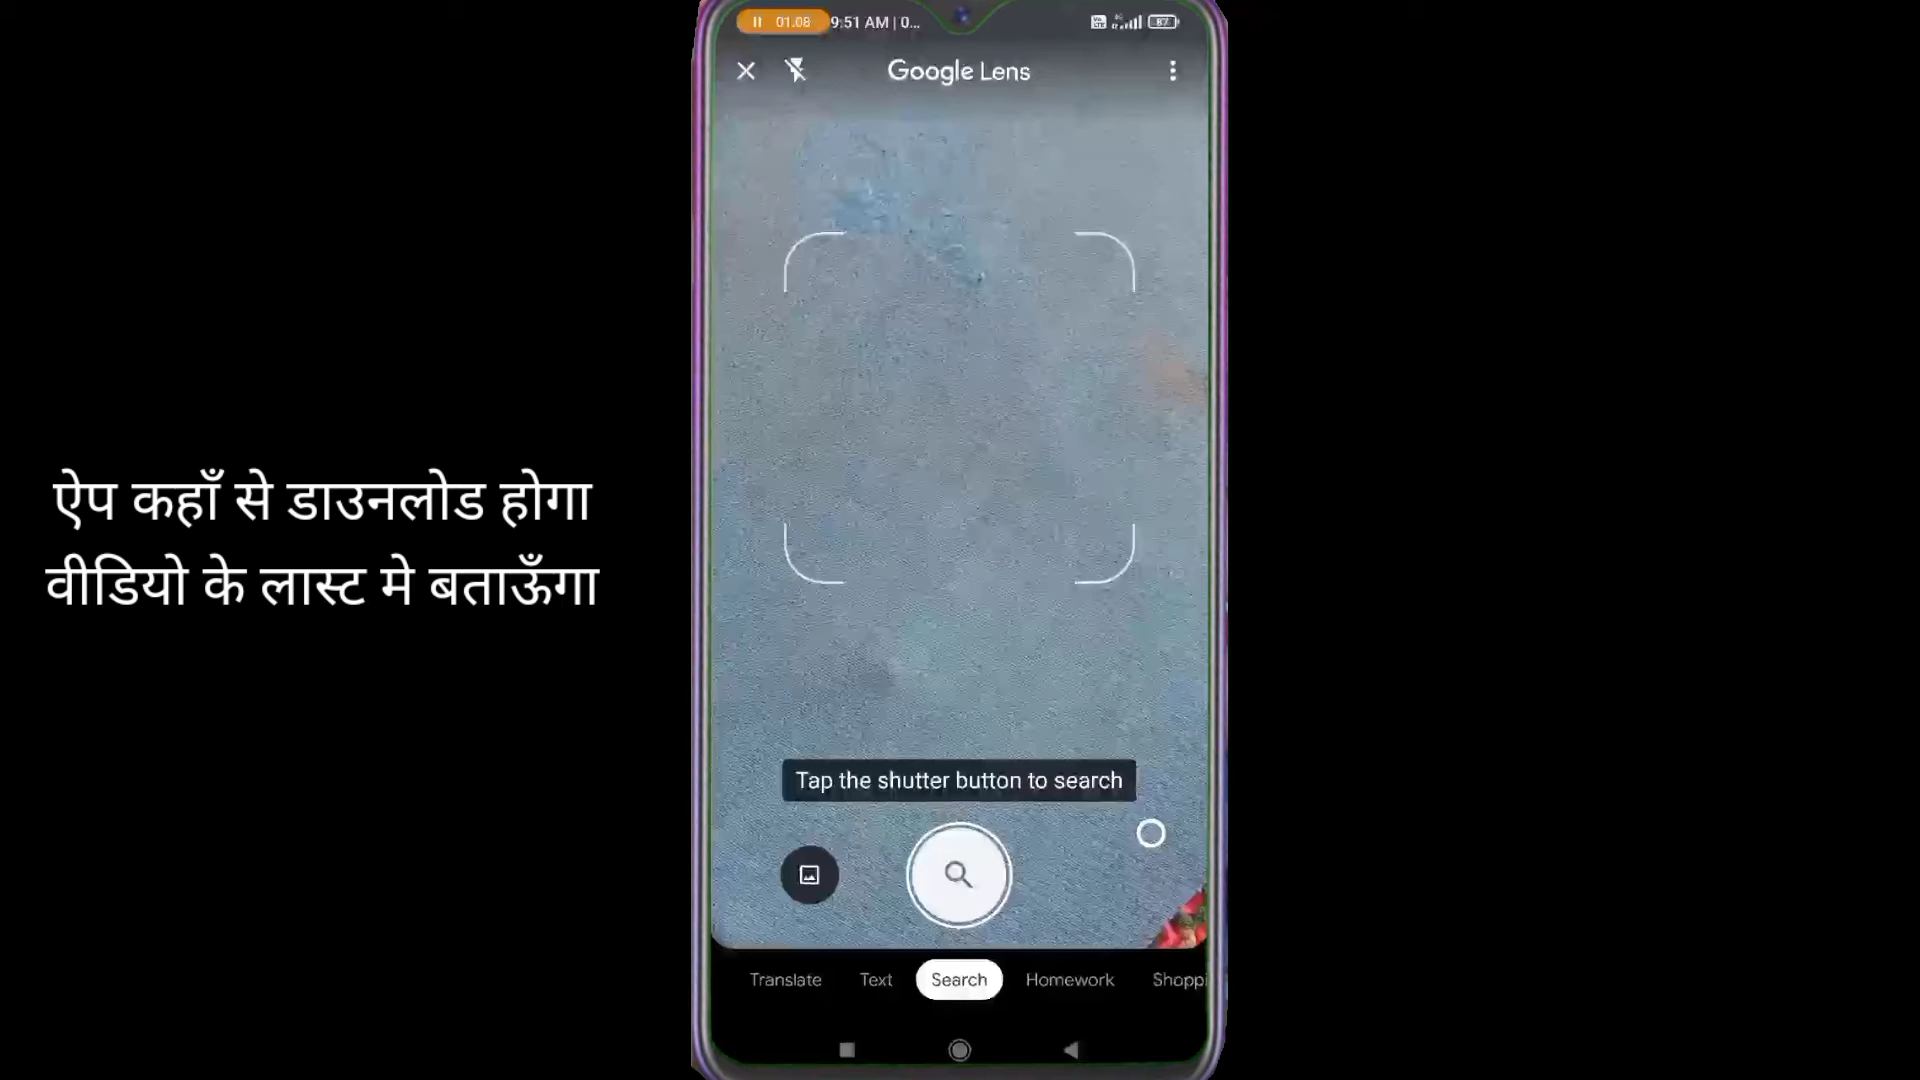 01.08 9:51 AM | 0...
87
Google Lens
ऐप कहाँ से डाउनलोड होगा
वीडियो के लास्ट मे बताऊँगा
Tap the shutter button to search
Translate Text Search Homework Shoppi